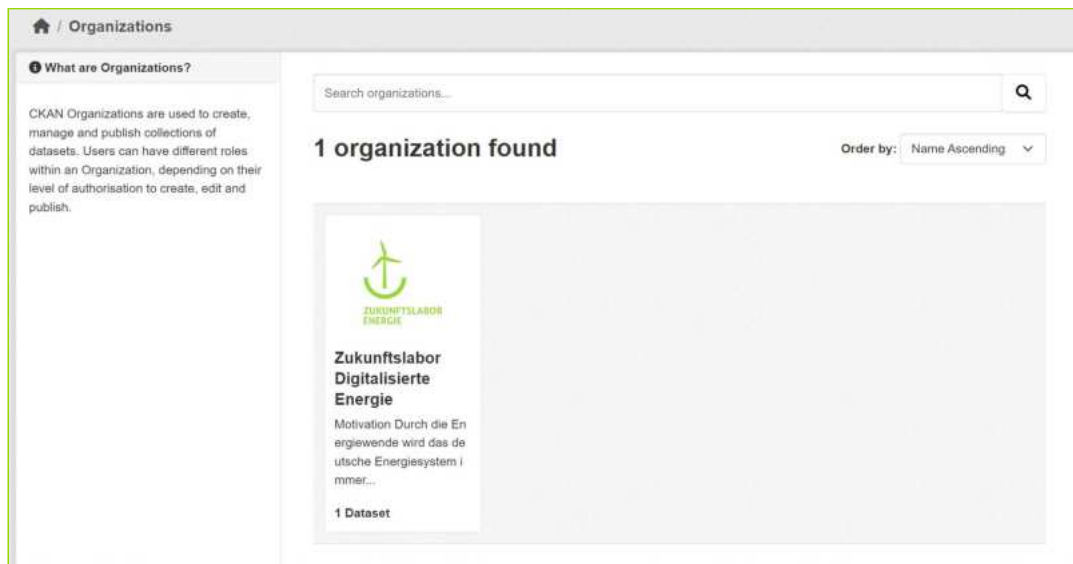 / Organizations
What are Organizations?
CKAN Organizations are used to create,
manage and publish collections of
datasets. Users can have different roles
within an Organization, depending on their
level of authorisation to create, edit and
publish.
Search organizations...
1 organization found
Order by: Name Ascending
ZUKUNFTSLABOR
ENERGIE
Zukunftslabor
Digitalisierte
Energie
Motivation Durch die En
ergiewende wird das de
utsche Energiesystem i
mmer...
1 Dataset